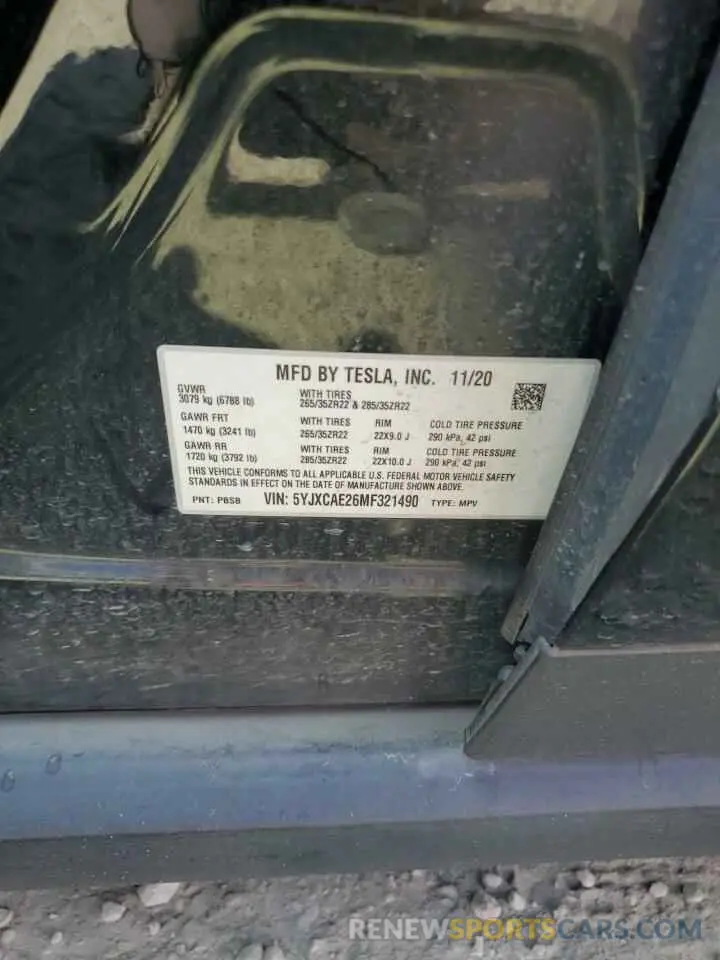 MFD BY TESLA, INC. 11/20
GVWR
3079 kg (6788 lb)
WITH TIRES
265/35ZR22 & 285/35ZR22
GAWR FRT
1470 kg (3241 lb)
WITH TIRES
265/35ZR22
RIM
22X9.0 J
COLD TIRE PRESSURE
290 kPa, 42 psi
GAWR RR
1720 kg (3792 lb)
WITH TIRES
285/35ZR22
RIM
22X10.0 J
COLD TIRE PRESSURE
290 kPa, 42 psi
THIS VEHICLE CONFORMS TO ALL APPLICABLE U.S. FEDERAL MOTOR VEHICLE SAFETY
STANDARDS IN EFFECT ON THE DATE OF MANUFACTURE SHOWN ABOVE.
PNT: PBSB VIN: 5YJXCAE26MF321490 TYPE: MPV
RENEWSPORTSCARS.COM